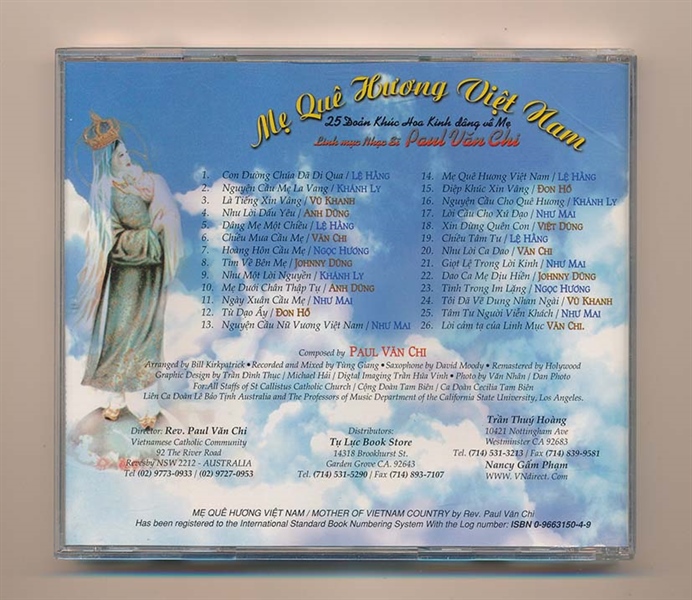 Mẹ Quê Hương Việt Nam
25 Đoản Khúc Hoa Kinh dâng về Mẹ
Linh mục Nhạc Sĩ Paul Văn Chi
1. Con Đường Chúa Đã Đi Qua / LỆ HẰNG
2. Nguyện Cầu Mẹ La Vang / KHÁNH LY
3. Là Tiếng Xin Vâng / VŨ KHANH
4. Như Lời Dấu Yêu / ANH DŨNG
5. Dâng Mẹ Một Chiều / LỆ HẰNG
6. Chiều Mưa Cầu Mẹ / VĂN CHI
7. Hoàng Hôn Cầu Mẹ / NGỌC HƯƠNG
8. Tìm Về Bên Mẹ / JOHNNY DŨNG
9. Như Một Lời Nguyền / KHÁNH LY
10. Mẹ Dưới Chân Thập Tự / ANH DŨNG
11. Ngày Xuân Cầu Mẹ / NHƯ MAI
12. Từ Dạo Ấy / ĐON HỒ
13. Nguyện Cầu Nữ Vương Việt Nam / NHƯ MAI
14. Mẹ Quê Hương Việt Nam / LỆ HẰNG
15. Điệp Khúc Xin Vâng / ĐON HỒ
16. Nguyện Cầu Cho Quê Hương / KHÁNH LY
17. Lời Cầu Cho Xứ Đạo / NHƯ MAI
18. Xin Đừng Quên Con / VIỆT DŨNG
19. Chiều Tâm Tư / LỆ HẰNG
20. Như Lời Ca Dao / VĂN CHI
21. Giọt Lệ Trong Lời Kinh / NHƯ MAI
22. Dao Ca Mẹ Dịu Hiền / JOHNNY DŨNG
23. Tình Trong Im Lặng / NGỌC HƯƠNG
24. Tôi Đã Về Dung Nhan Ngài / VŨ KHANH
25. Tâm Tư Người Viễn Khách / NHƯ MAI
26. Lời cảm tạ của Linh Mục VĂN CHI.
Composed by PAUL VĂN CHI
Arranged by Bill Kirkpatrick • Recorded and Mixed by Tùng Giang • Saxophone by David Moody • Remastered by Holywood
Graphic Design by Trần Đình Thục / Michael Hải / Digtal Imaging Trần Hứa Vinh / Photo by Văn Nhân / Dan Photo
For: All Staffs of St Callistus Catholic Church / Cộng Đoàn Tam Biên / Ca Đoàn Cecilia Tam Biên
Liên Ca Đoàn Lê Bảo Tịnh Australia and The Professors of Music Department of the California State University, Los Angeles.
Director: Rev. Paul Văn Chi
Vietnamese Catholic Community
92 The River Road
Revesby NSW 2212 - AUSTRALIA
Tel (02) 9773-0933 / (02) 9727-0953
Distributors:
Tự Lực Book Store
14318 Brookhurst St.
Garden Grove CA. 92643
Tel. (714) 531-5290 / Fax (714) 893-7107
Trần Thuý Hoàng
10421 Nottingham Ave
Westminster CA 92683
Tel (714) 531-3213 / Fax (714) 839-9581
Nancy Gấm Phạm
WWW. VNdirect. Com
MẸ QUÊ HƯƠNG VIỆT NAM / MOTHER OF VIETNAM COUNTRY by Rev. Paul Văn Chi
Has been registered to the International Standard Book Numbering System With the Log number: ISBN 0-9663150-4-9